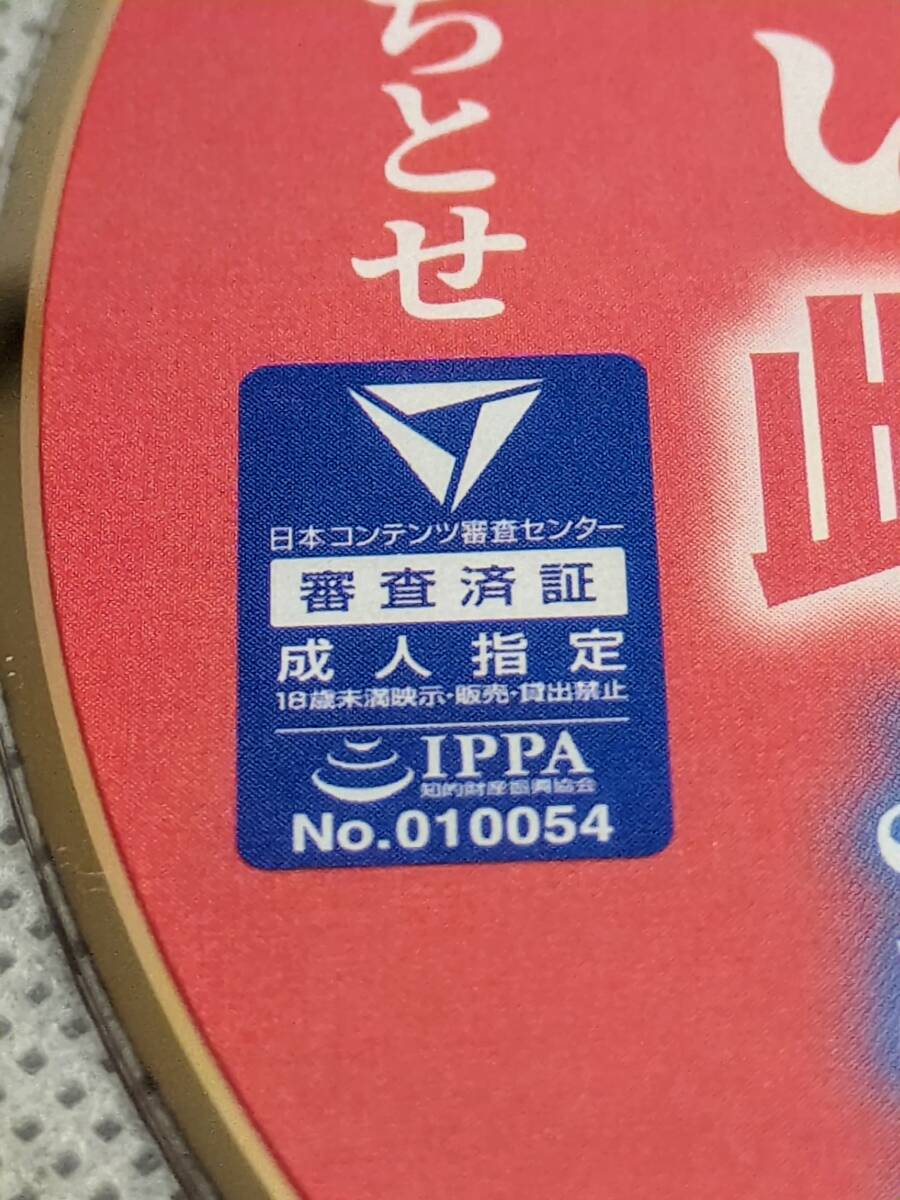 ちとせ
し
日本コンテンツ審査センター
審査済証
成人指定
18歳未満映示・販売・貸出禁止
IPPA
知的財産振興協会
No.010054